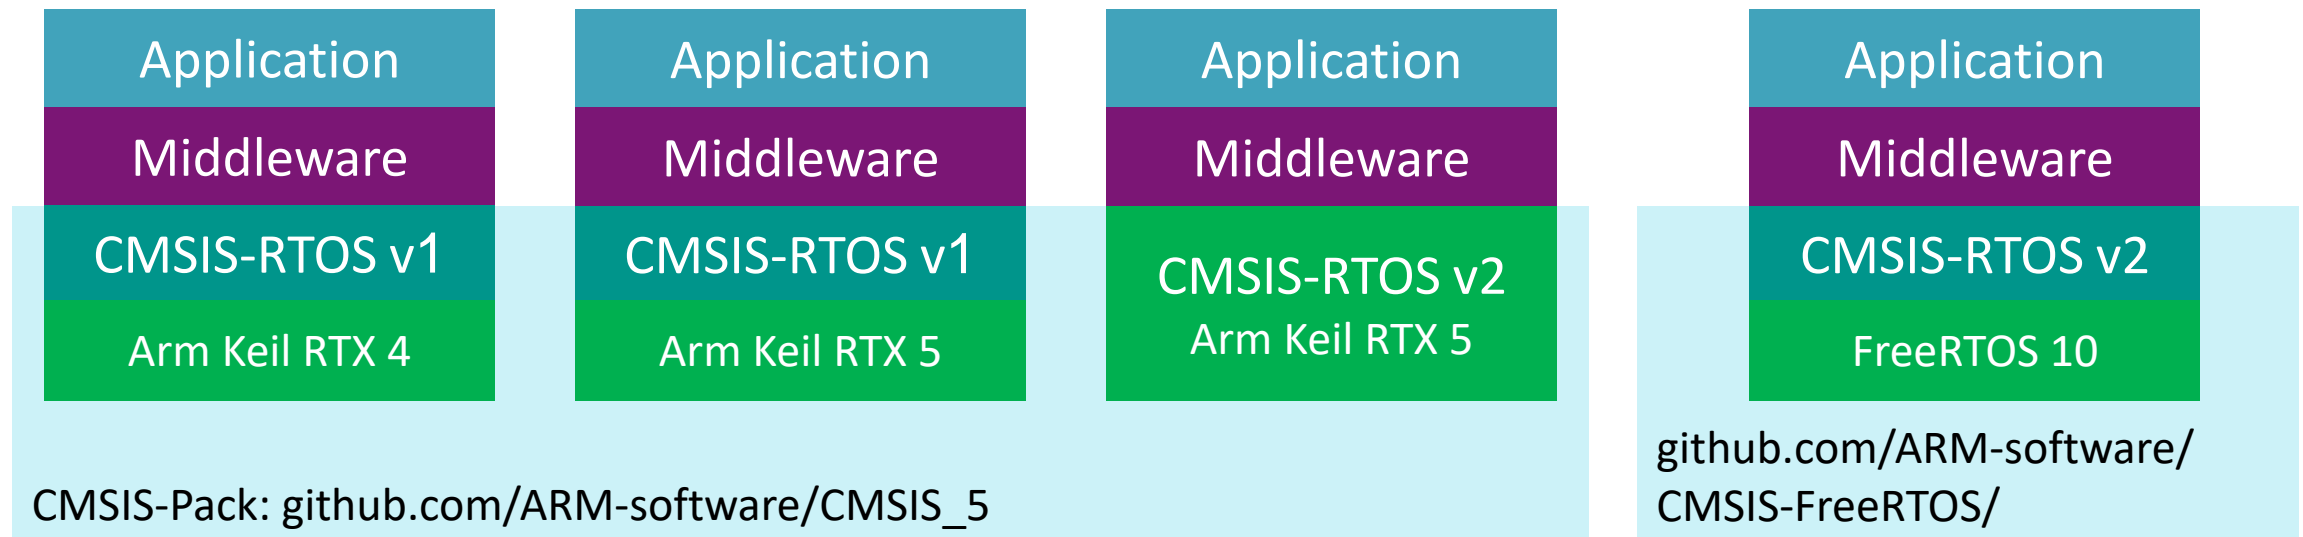 Application
Middleware
CMSIS-RTOS v1
Arm Keil RTX 4
Application
Middleware
CMSIS-RTOS v1
Arm Keil RTX 5
Application
Middleware
CMSIS-RTOS v2
Arm Keil RTX 5
CMSIS-Pack: github.com/ARM-software/CMSIS_5
Application
Middleware
CMSIS-RTOS v2
FreeRTOS 10
github.com/ARM-software/
CMSIS-FreeRTOS/